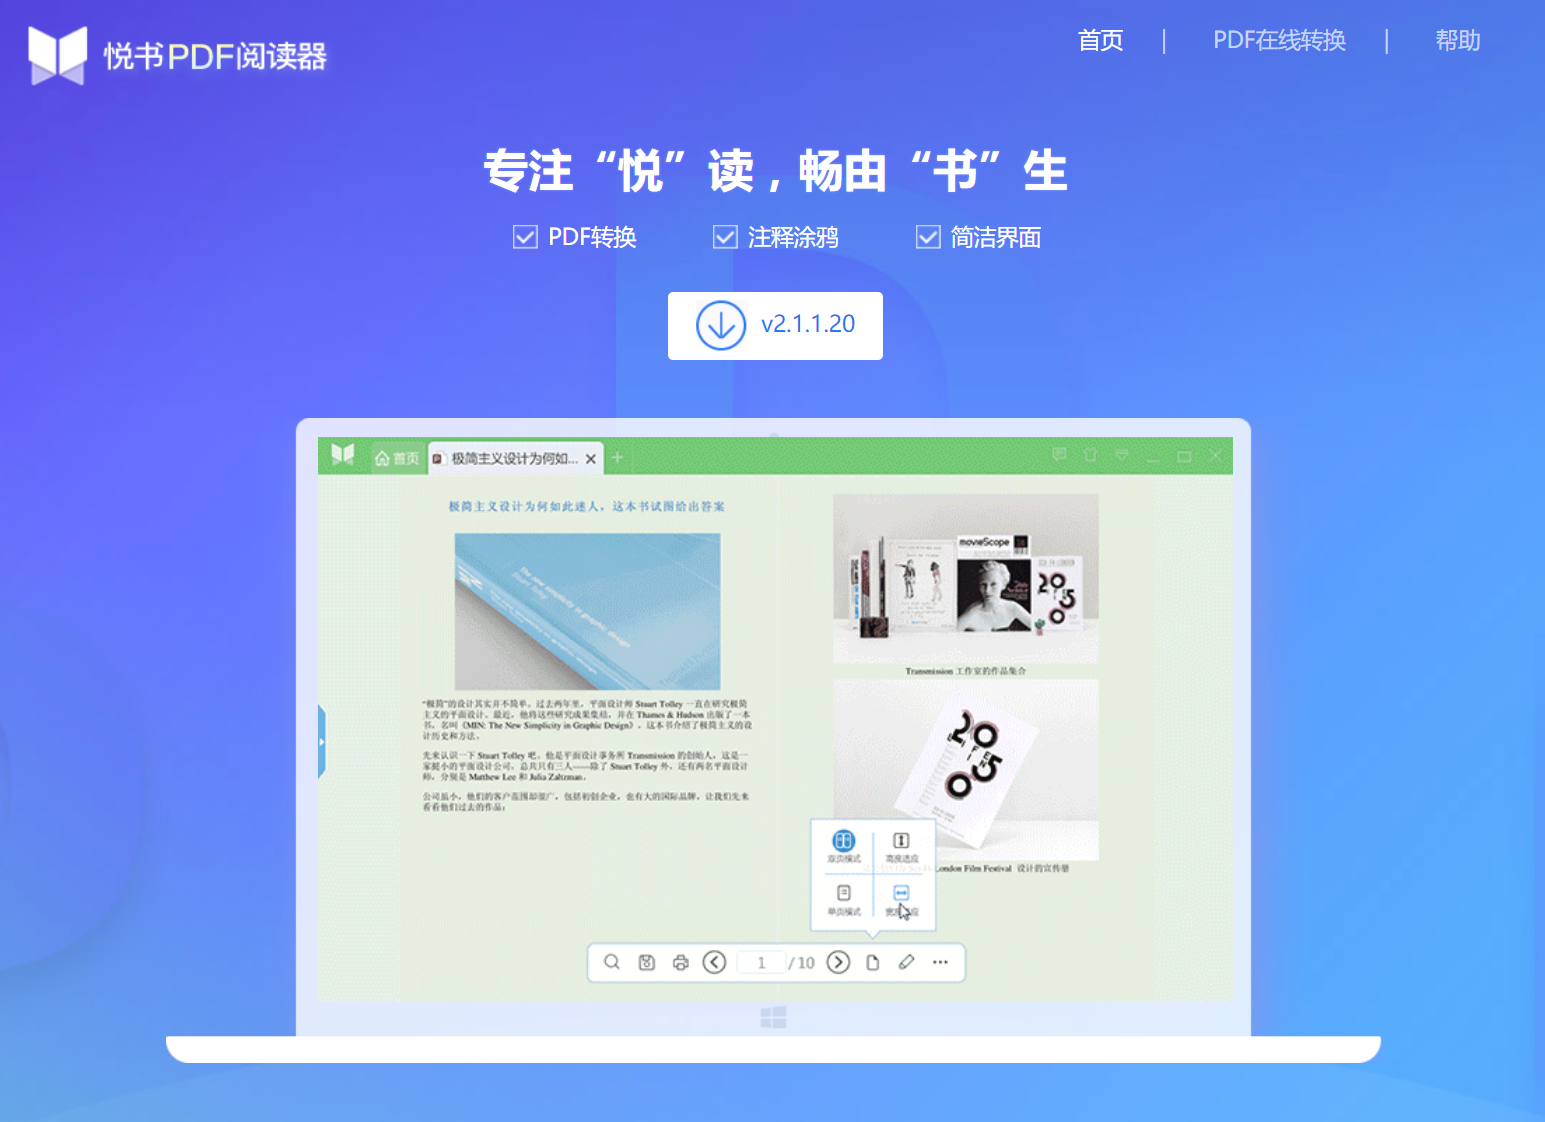 悦书PDF阅读器
首页 | PDF在线转换 | 帮助
专注“悦”读，畅由“书”生
PDF转换 注释涂鸦 简洁界面
v2.1.1.20
首页 极简主义设计为何如...
极简主义设计为何如此迷人，这本书试图给出答案
The new simplicity in graphic design
Stuart Tolley
“极简”的设计其实并不简单。过去两年里，平面设计师 Stuart Tolley 一直在研究极简
主义的平面设计。最近，他将这些研究成果集结，并在 Thames & Hudson 出版了一本
书，名叫《MIN: The New Simplicity in Graphic Design》。这本书介绍了极简主义的设
计历史和方法。
先来认识一下 Stuart Tolley 吧。他是平面设计事务所 Transmission 的创始人，这是一
家挺小的平面设计公司，总共只有三人——除了 Stuart Tolley 外，还有两名平面设计
师，分别是 Matthew Lee 和 Julia Zaltzman。
公司虽小，他们的客户范围却很广，包括初创企业，也有大的国际品牌，让我们先来
看看他们过去的作品：
movieScope
SCI-FI LONDON
2015
Transmission 工作室的作品集合
2015
London Film Festival 设计的宣传册
双页模式 高度适应
单页模式
1 / 10